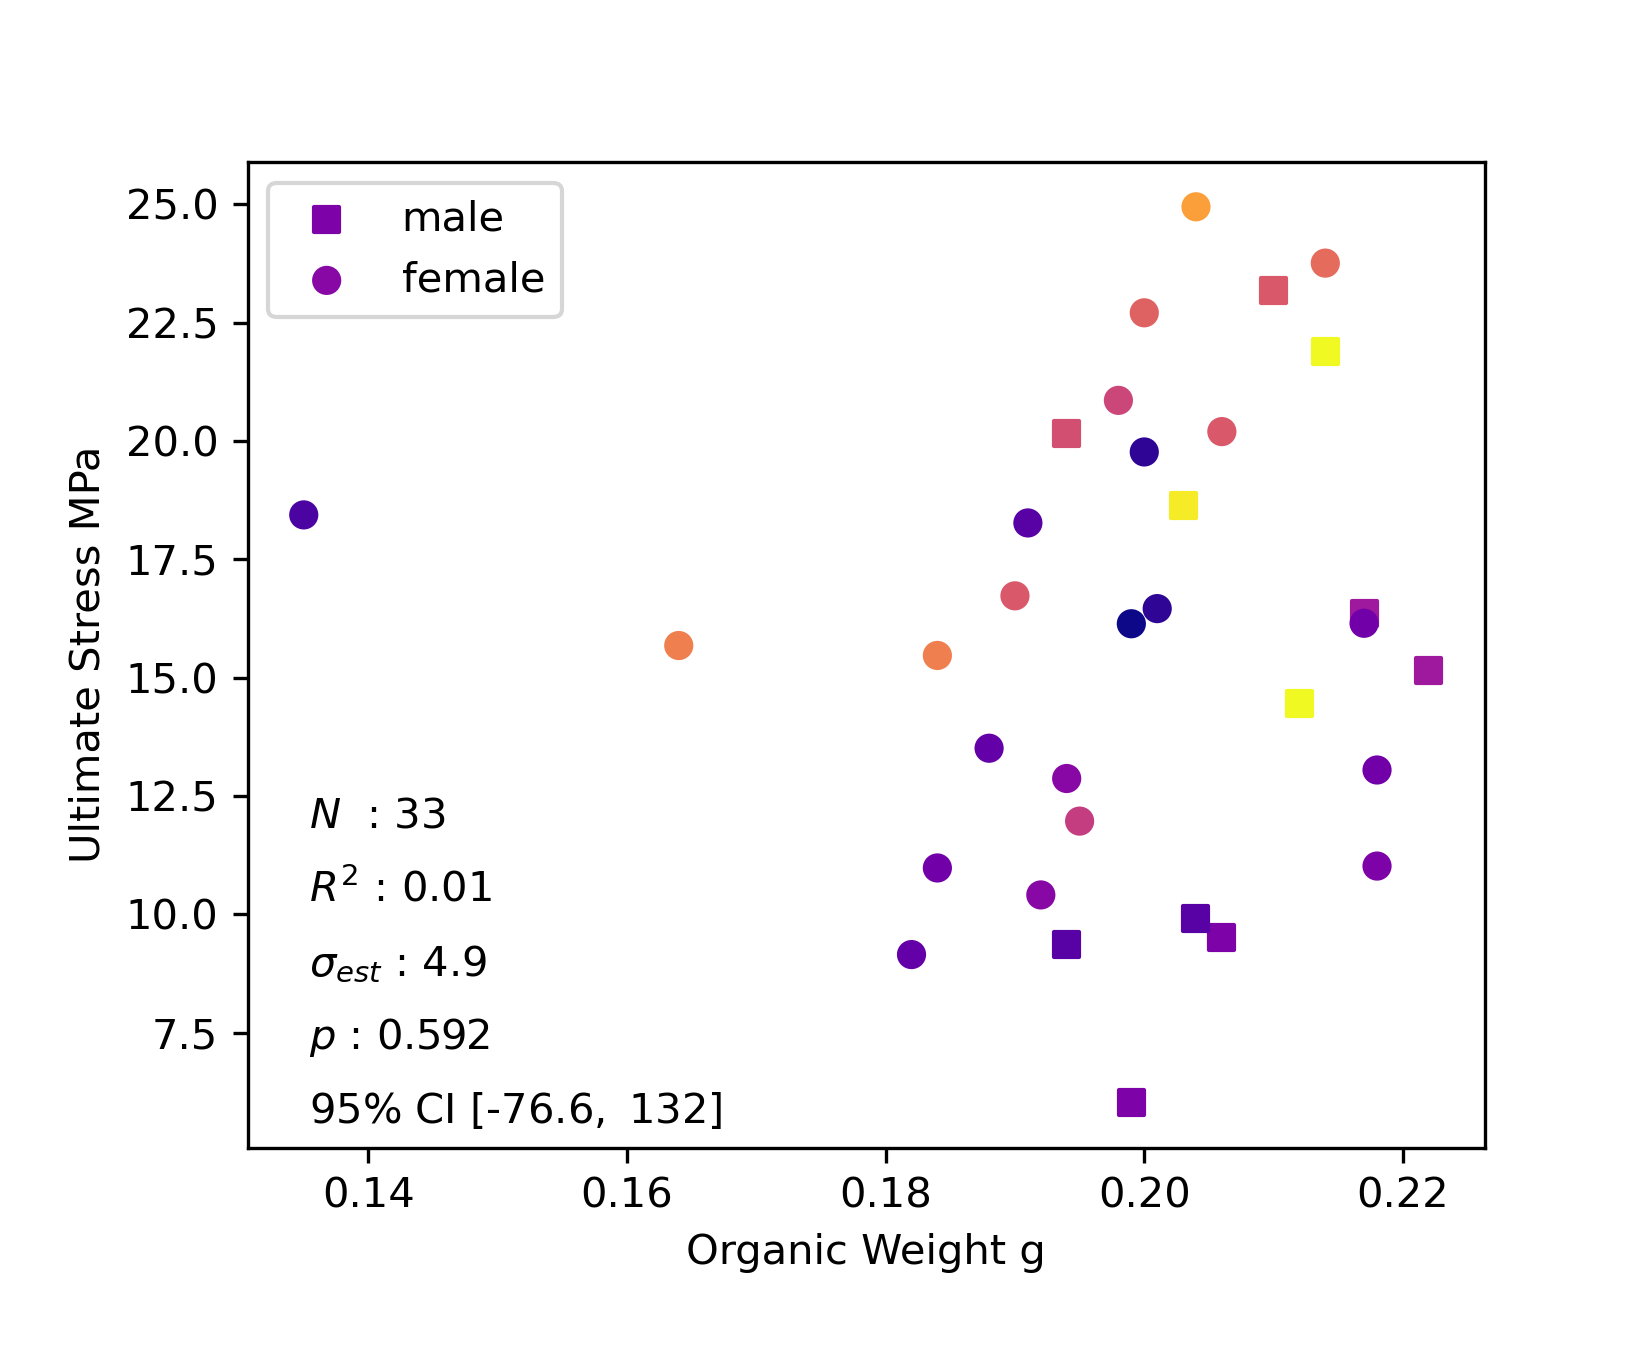 male
female
25.0
22.5
20.0
17.5
15.0
12.5
10.0
7.5
Ultimate Stress MPa
N : 33
R² : 0.01
σest : 4.9
p : 0.592
95% CI [-76.6, 132]
0.14 0.16 0.18 0.20 0.22
Organic Weight g